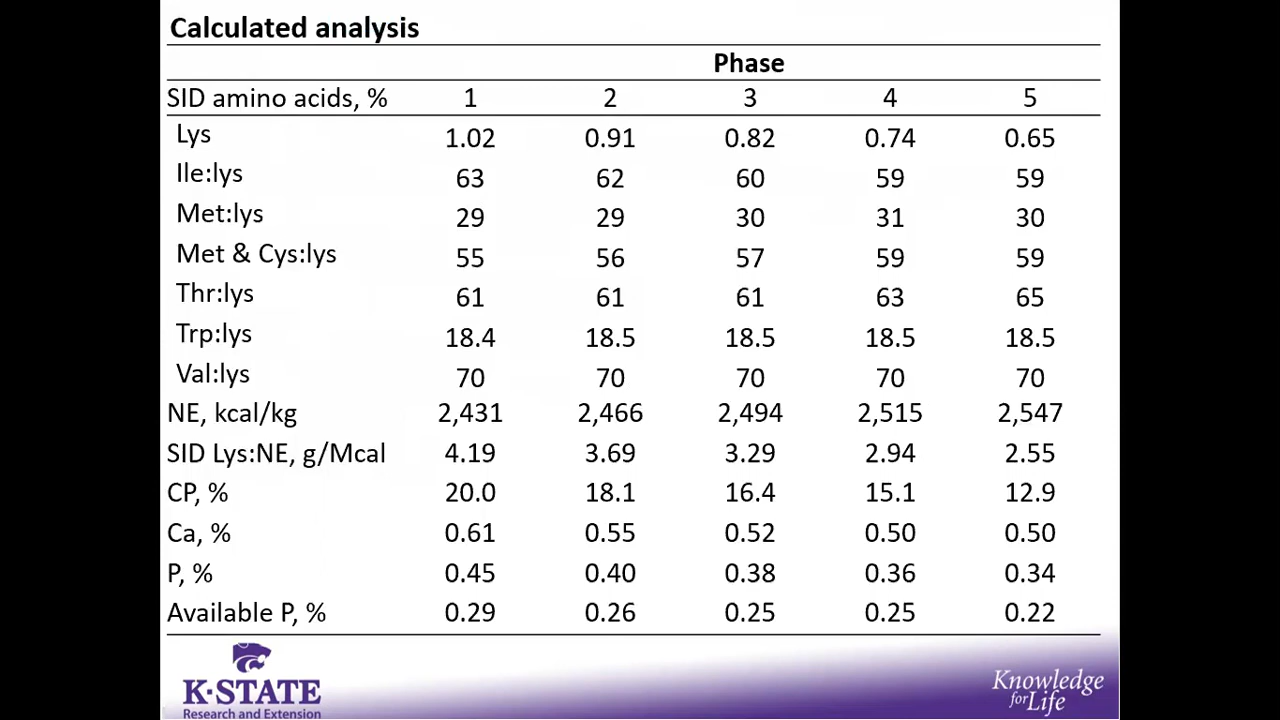 Calculated analysis
Phase
SID amino acids, % 1 2 3 4 5
Lys 1.02 0.91 0.82 0.74 0.65
Ile:lys 63 62 60 59 59
Met:lys 29 29 30 31 30
Met & Cys:lys 55 56 57 59 59
Thr:lys 61 61 61 63 65
Trp:lys 18.4 18.5 18.5 18.5 18.5
Val:lys 70 70 70 70 70
NE, kcal/kg 2,431 2,466 2,494 2,515 2,547
SID Lys:NE, g/Mcal 4.19 3.69 3.29 2.94 2.55
CP, % 20.0 18.1 16.4 15.1 12.9
Ca, % 0.61 0.55 0.52 0.50 0.50
P, % 0.45 0.40 0.38 0.36 0.34
Available P, % 0.29 0.26 0.25 0.25 0.22
K-STATE
Research and Extension
Knowledge
for Life